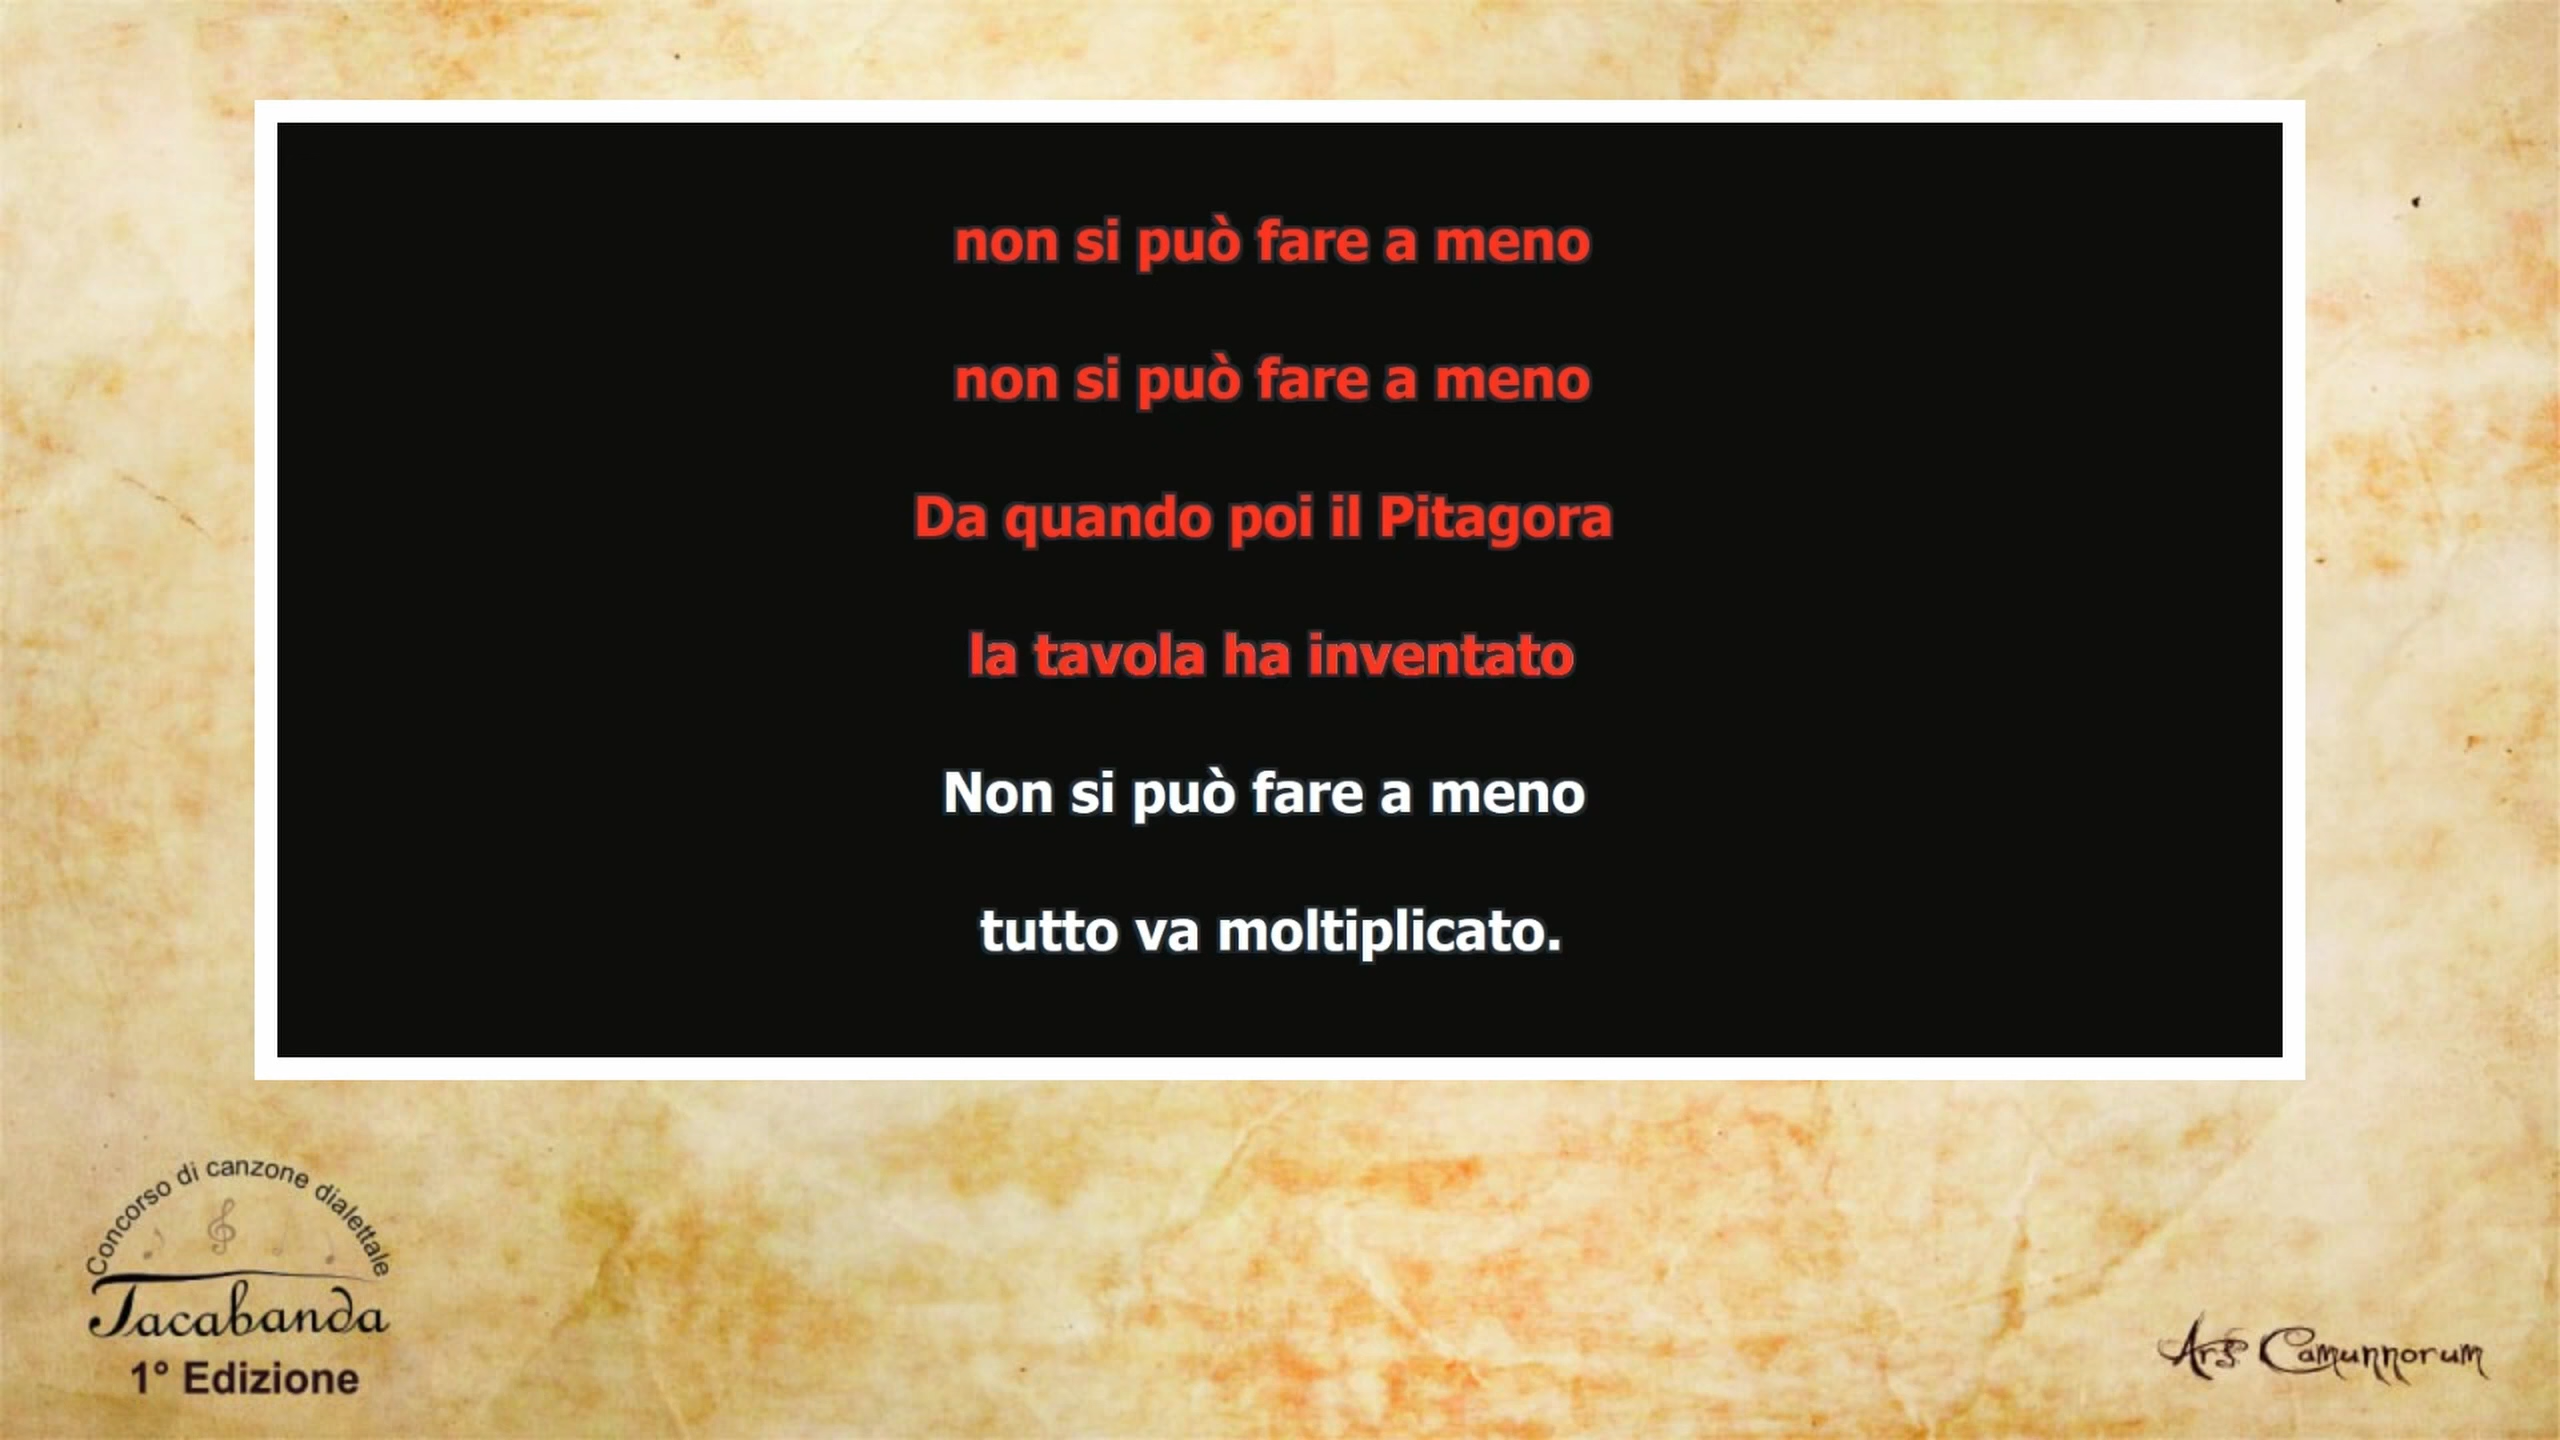 non si può fare a meno
non si può fare a meno
Da quando poi il Pitagora
la tavola ha inventato
Non si può fare a meno
tutto va moltiplicato.
Concorso di canzone dialettale
Tacabanda
1° Edizione
Ars Camunnorum